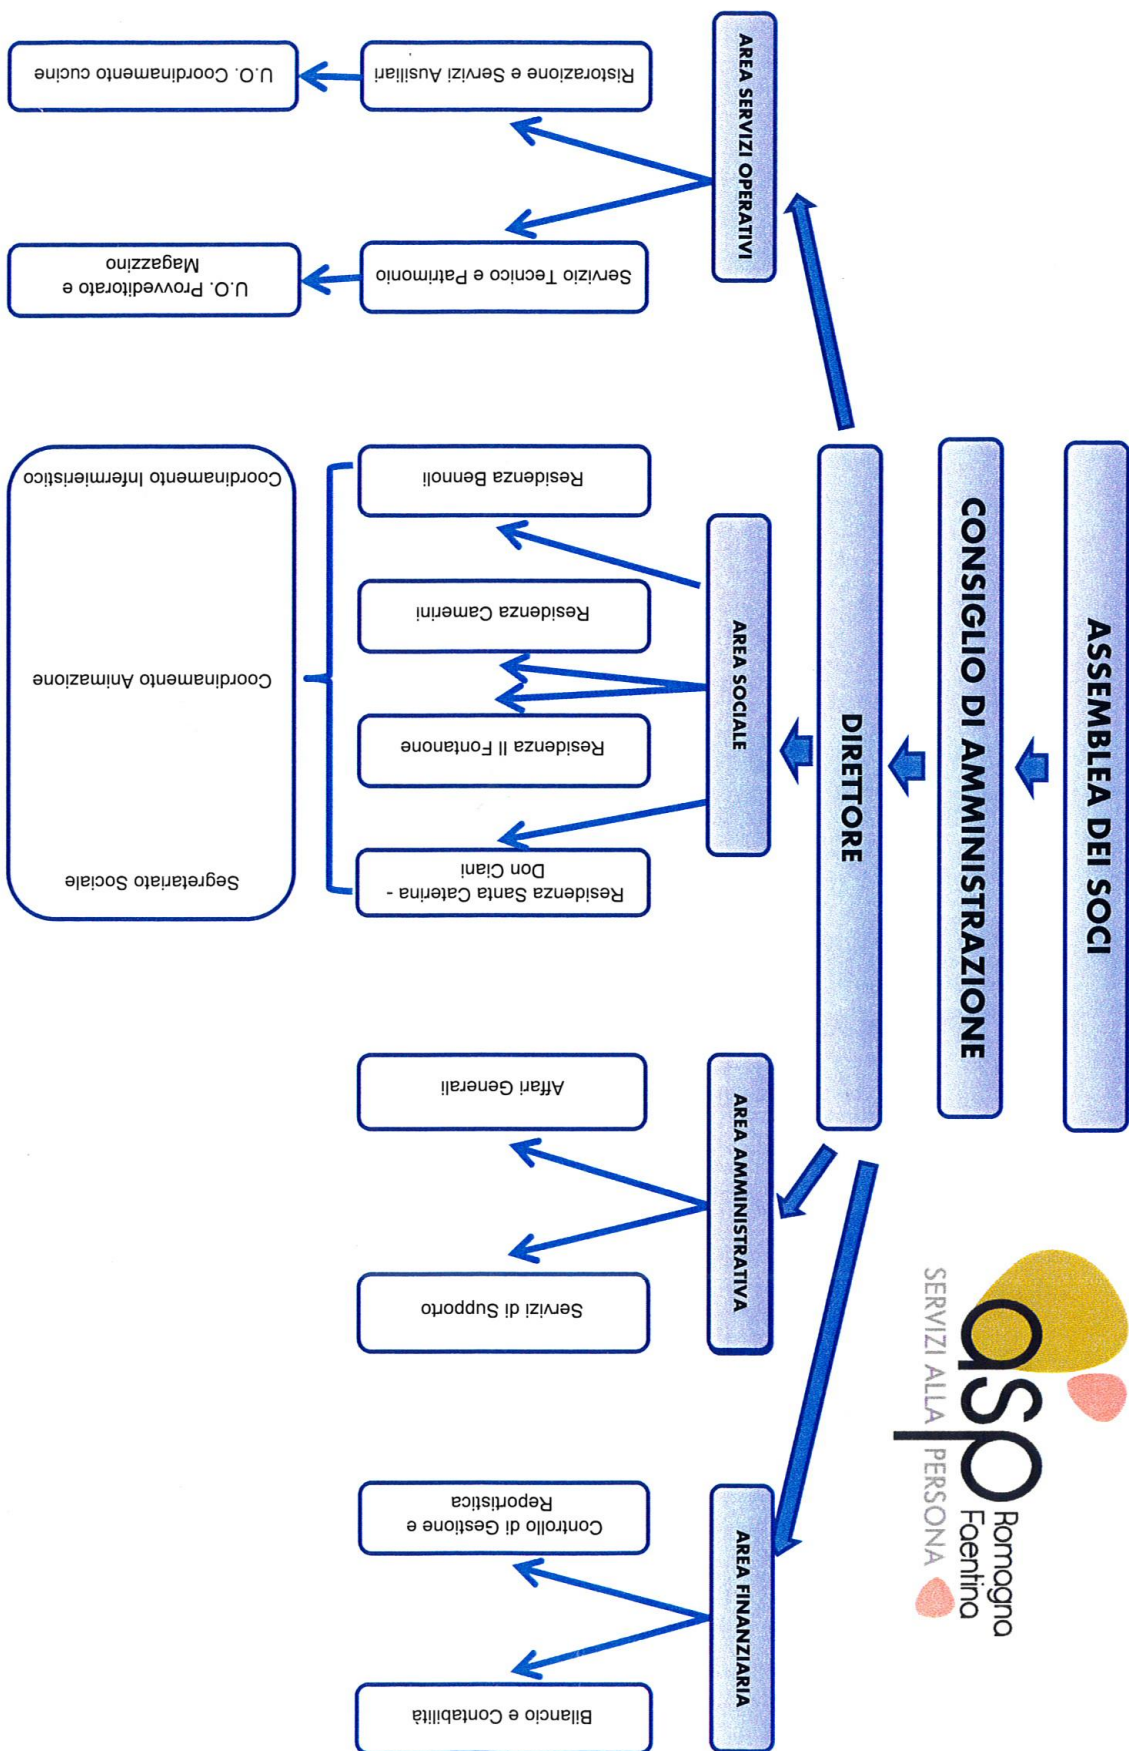 asp
Romagna
Faentina
SERVIZI ALLA PERSONA
ASSEMBLEA DEI SOCI
CONSIGLIO DI AMMINISTRAZIONE
DIRETTORE
AREA SERVIZI OPERATIVI
AREA SOCIALE
AREA AMMINISTRATIVA
AREA FINANZIARIA
Ristorazione e Servizi Ausiliari
Servizio Tecnico e Patrimonio
Residenza Bennoli
Residenza Camerini
Residenza Il Fontanone
Residenza Santa Caterina -
Don Ciani
Affari Generali
Servizi di Supporto
Controllo di Gestione e
Reportistica
Bilancio e Contabilità
U.O. Coordinamento cucine
U.O. Provveditorato e
Magazzino
Coordinamento Infermieristico
Coordinamento Animazione
Segretariato Sociale